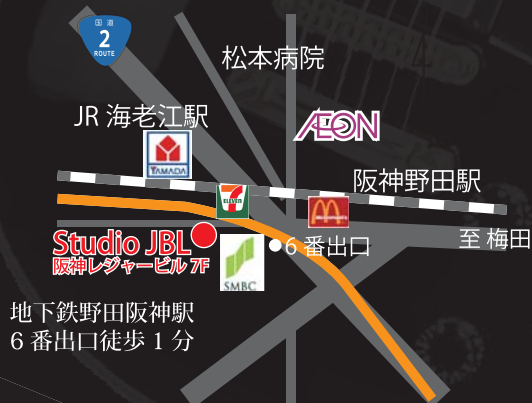 国道
2
ROUTE
松本病院
JR 海老江駅
ÆON
YAMADA
阪神野田駅
7
ELEVEN
至 梅田
Studio JBL
阪神レジャービル 7F
6 番出口
SMBC
地下鉄野田阪神駅
6 番出口徒歩 1 分